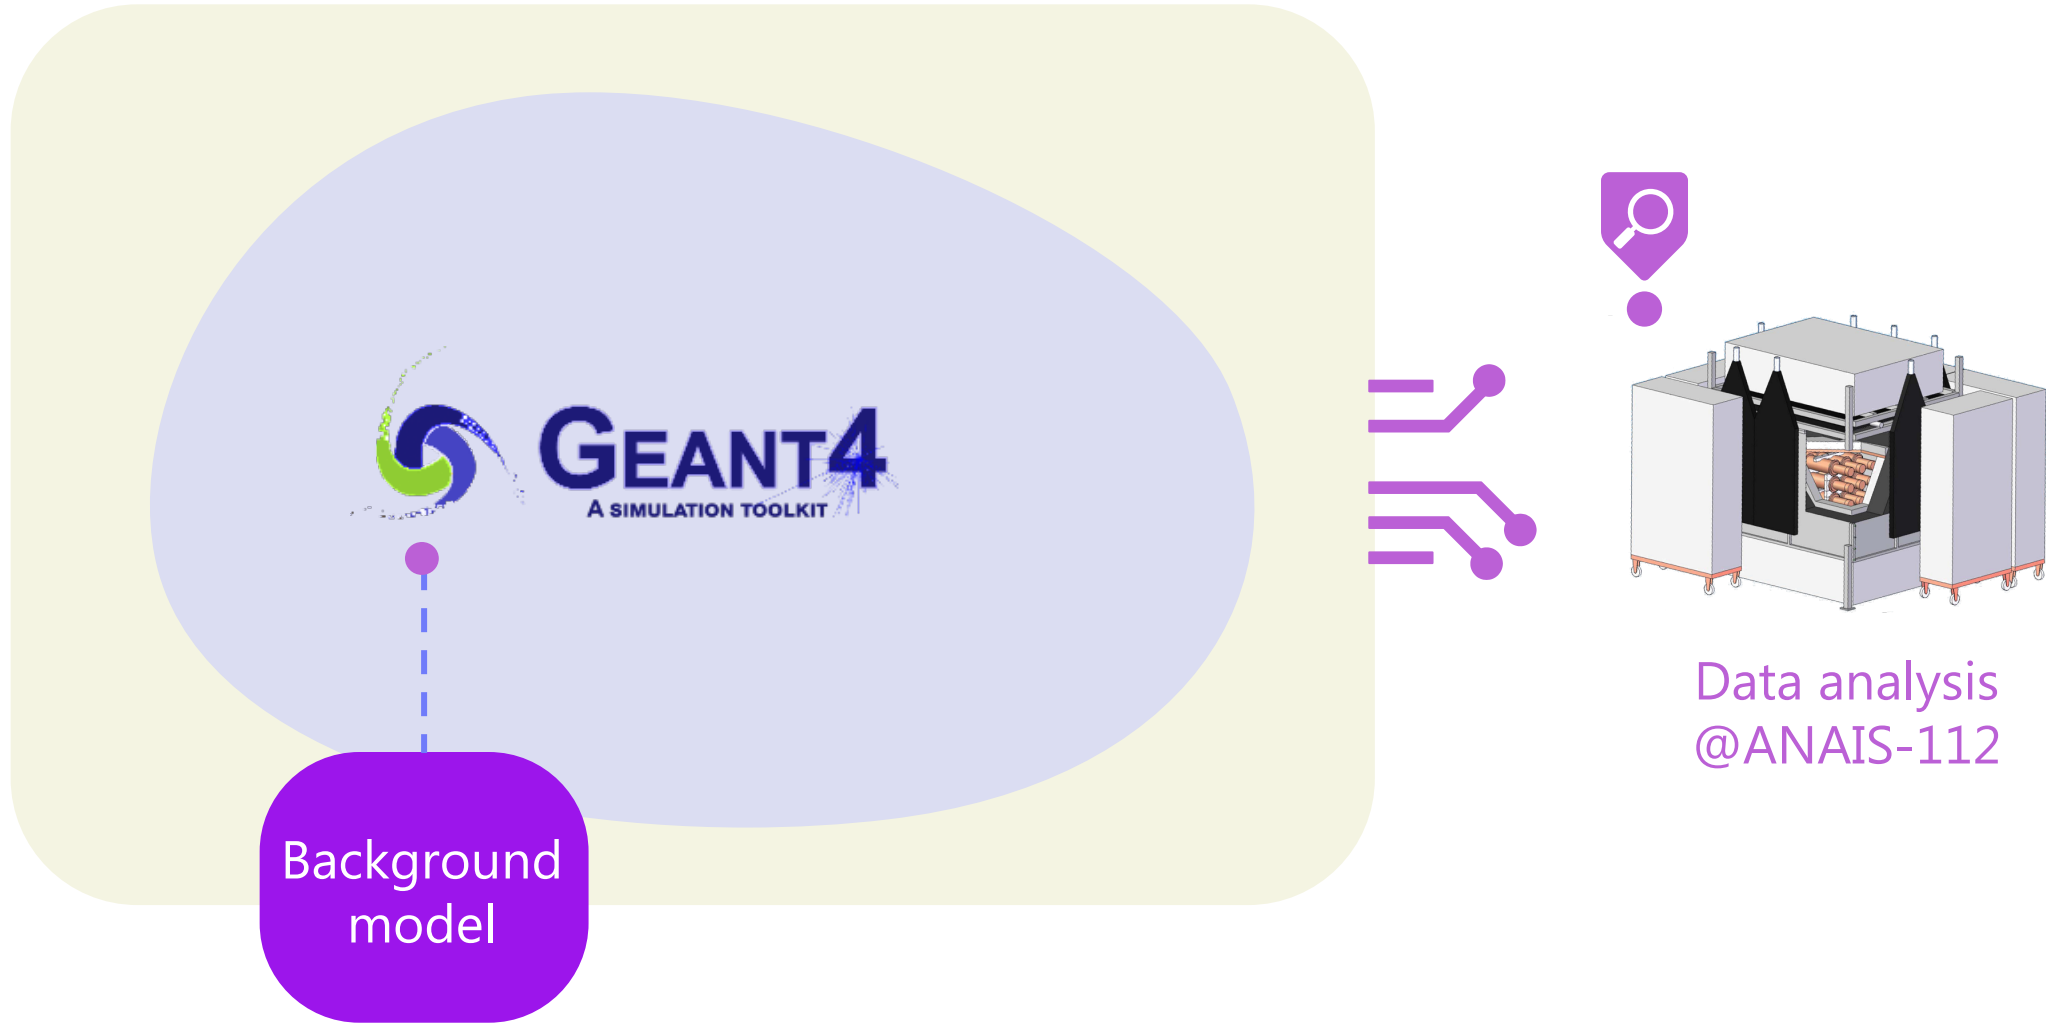 GEANT4
A SIMULATION TOOLKIT
Background
model
Data analysis
@ANAIS-112